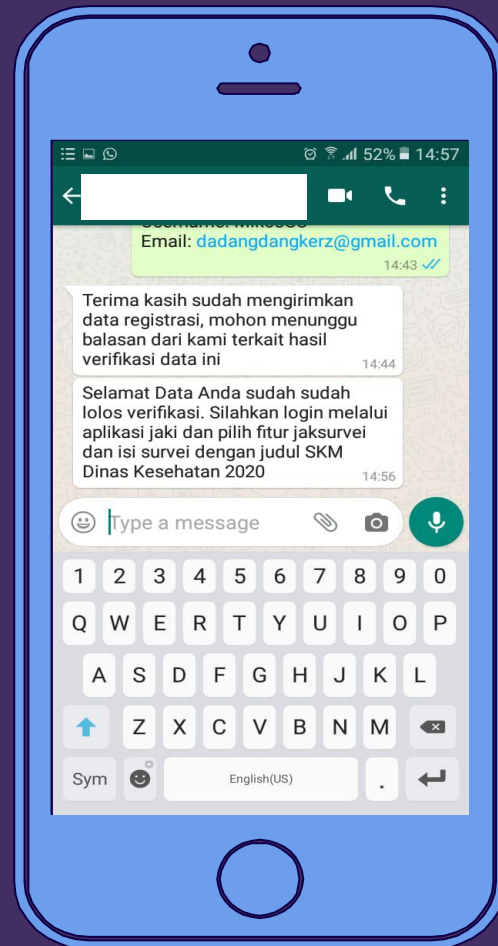 52% 14:57
Email: dadangdangkerz@gmail.com
14:43
Terima kasih sudah mengirimkan
data registrasi, mohon menunggu
balasan dari kami terkait hasil
verifikasi data ini
14:44
Selamat Data Anda sudah sudah
lolos verifikasi. Silahkan login melalui
aplikasi jaki dan pilih fitur jaksurvei
dan isi survei dengan judul SKM
Dinas Kesehatan 2020
14:56
Type a message
1 2 3 4 5 6 7 8 9 0
Q W E R T Y U I O P
A S D F G H J K L
Z X C V B N M
Sym English(US) .